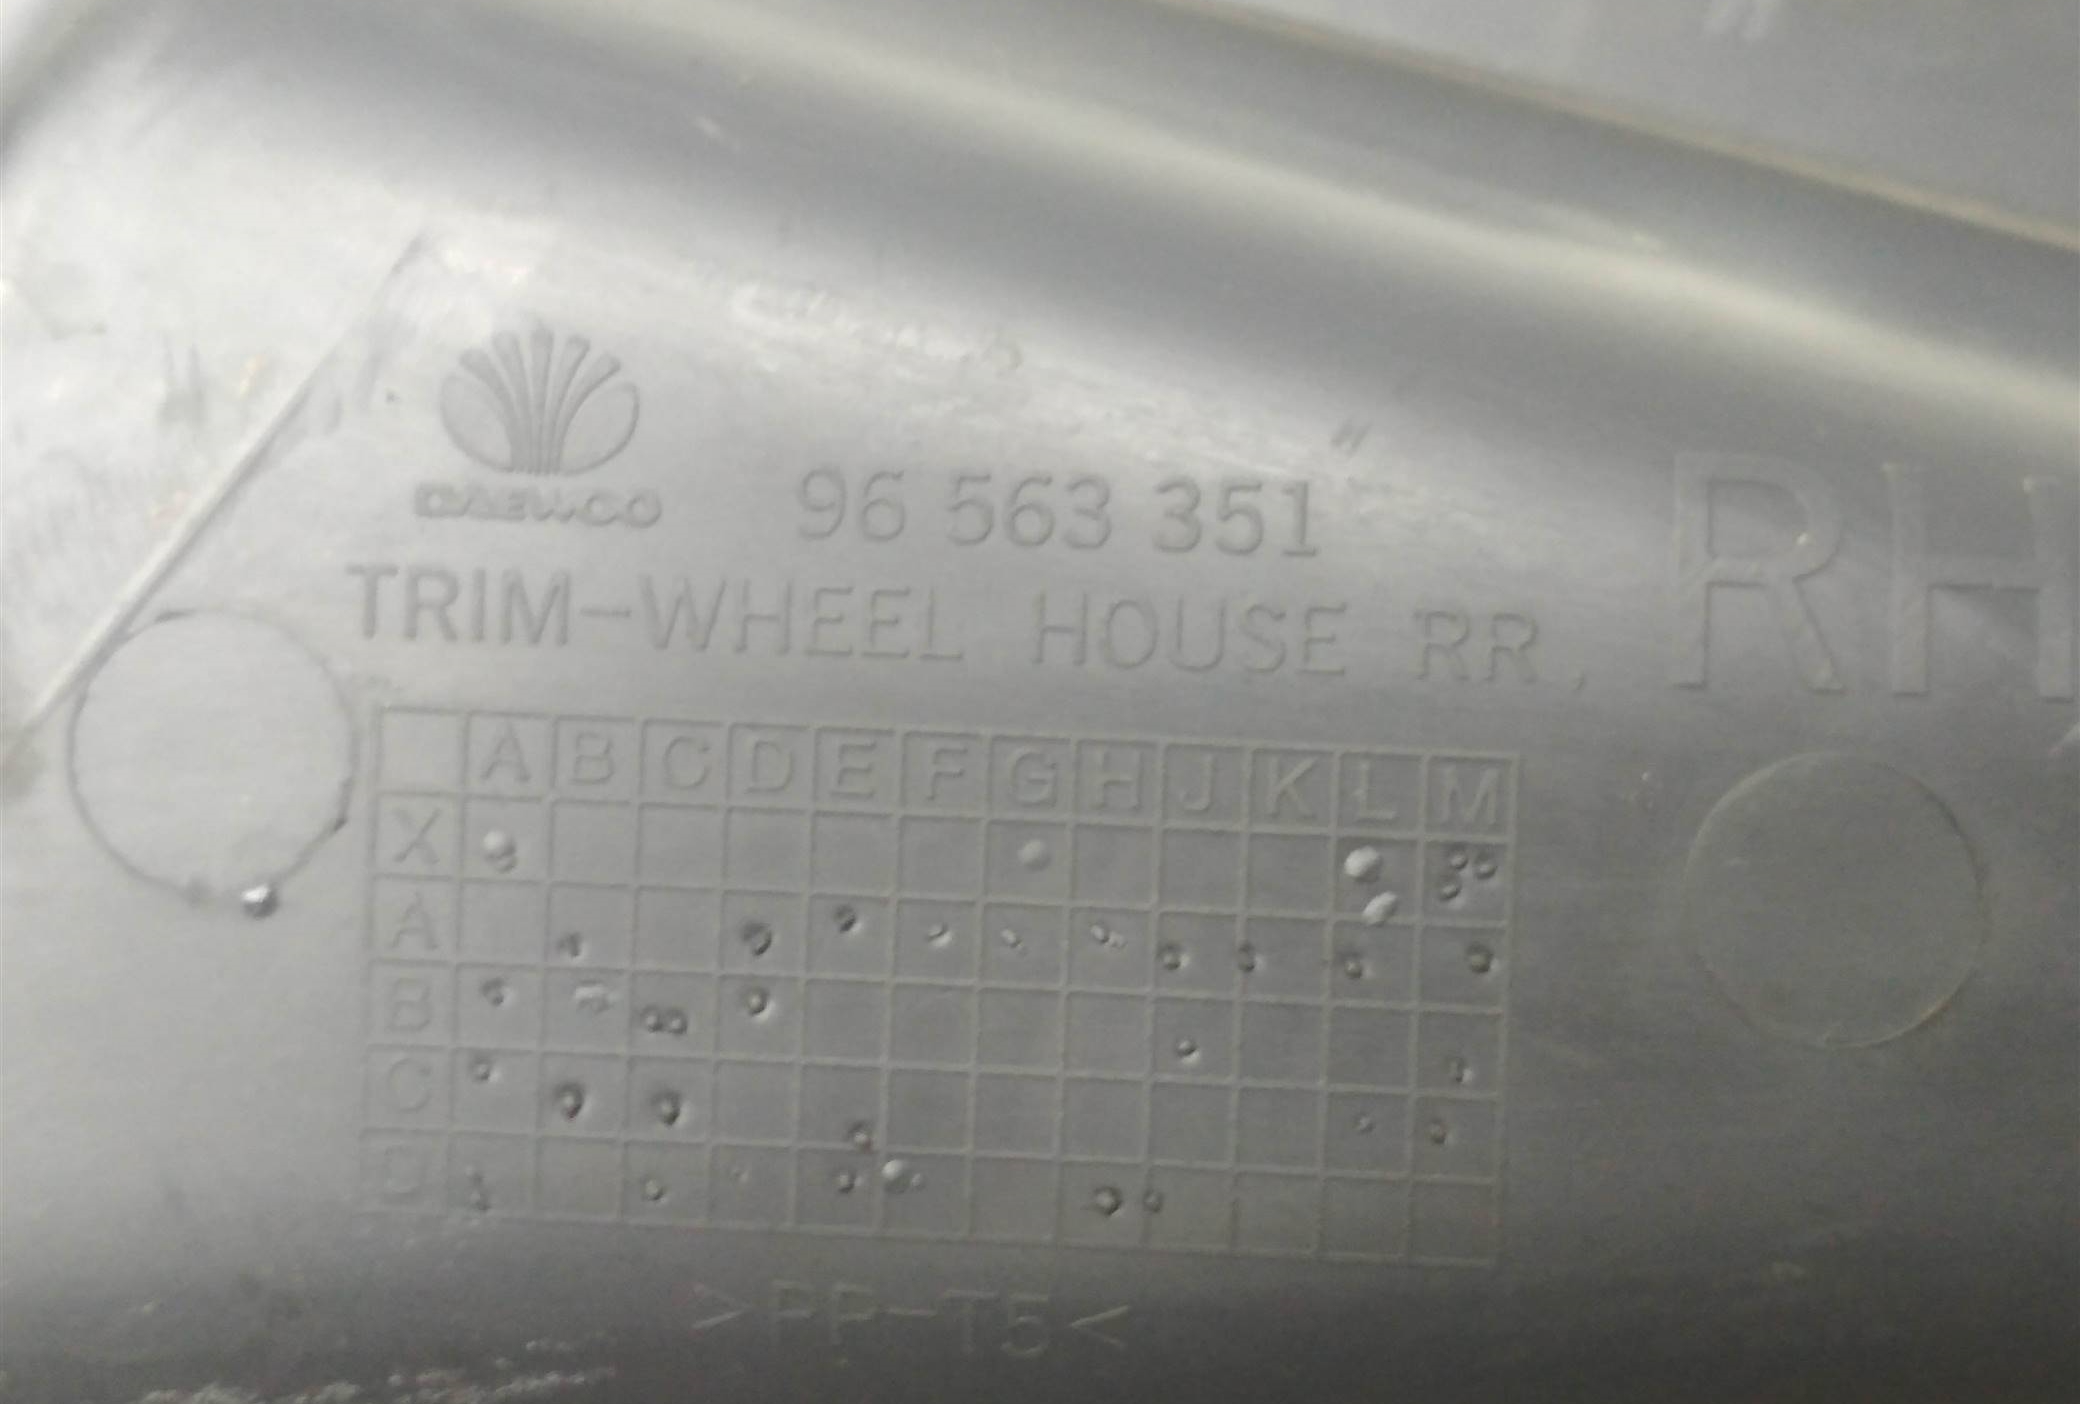 DAEWOO
96 563 351
TRIM-WHEEL HOUSE RR, RH
A B C D E F G H J K L M
X
A
B
C
D
>PP-T5<